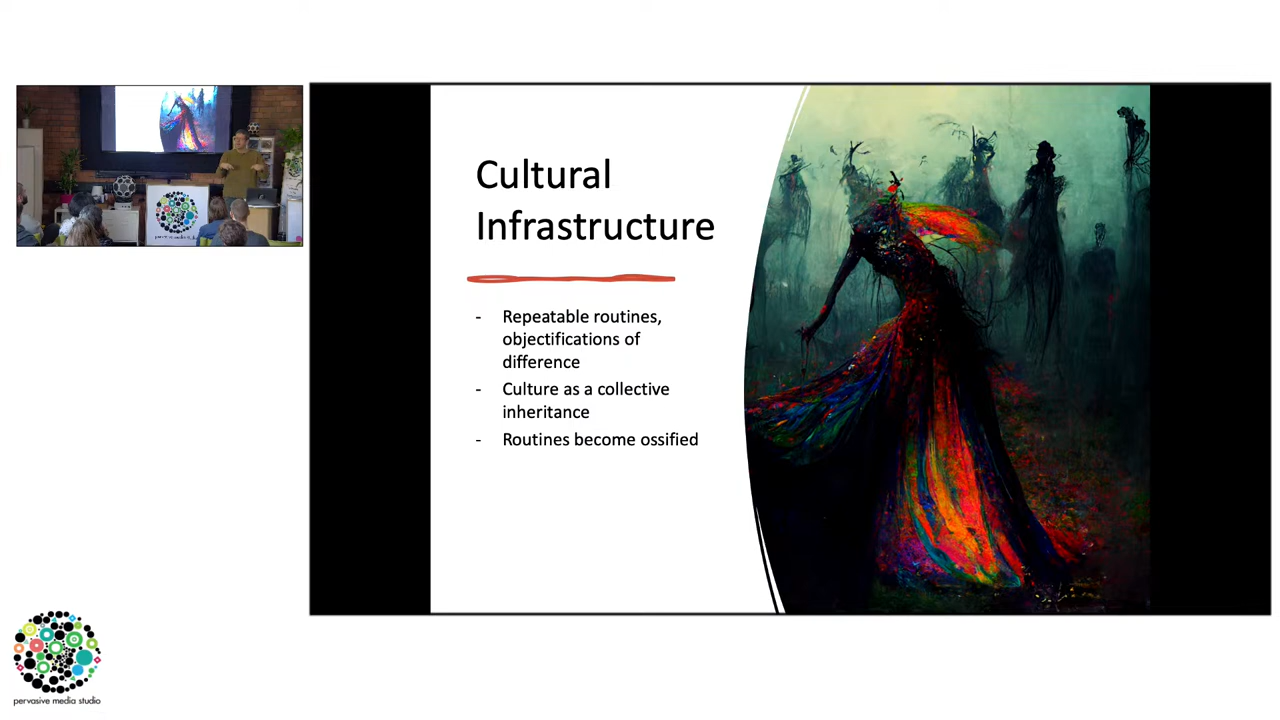 Cultural
Infrastructure
- Repeatable routines,
objectifications of
difference
- Culture as a collective
inheritance
- Routines become ossified
pervasive media studio